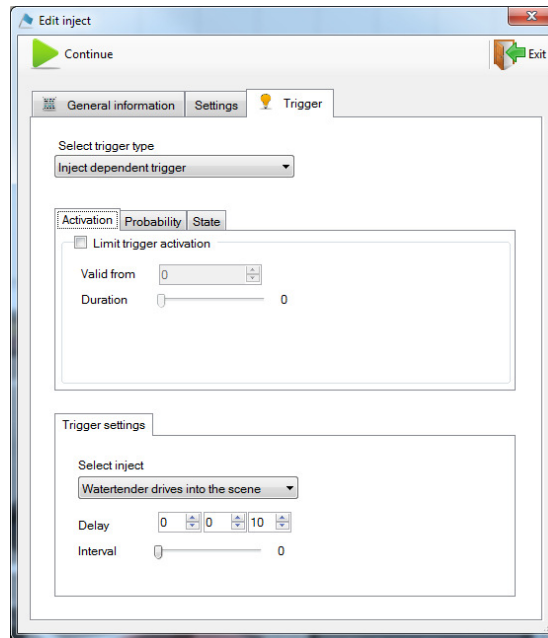 Edit inject
Continue
Exit
General information Settings Trigger
Select trigger type
Inject dependent trigger
Activation Probability State
Limit trigger activation
Valid from 0
Duration 0
Trigger settings
Select inject
Watertender drives into the scene
Delay 0 0 10
Interval 0